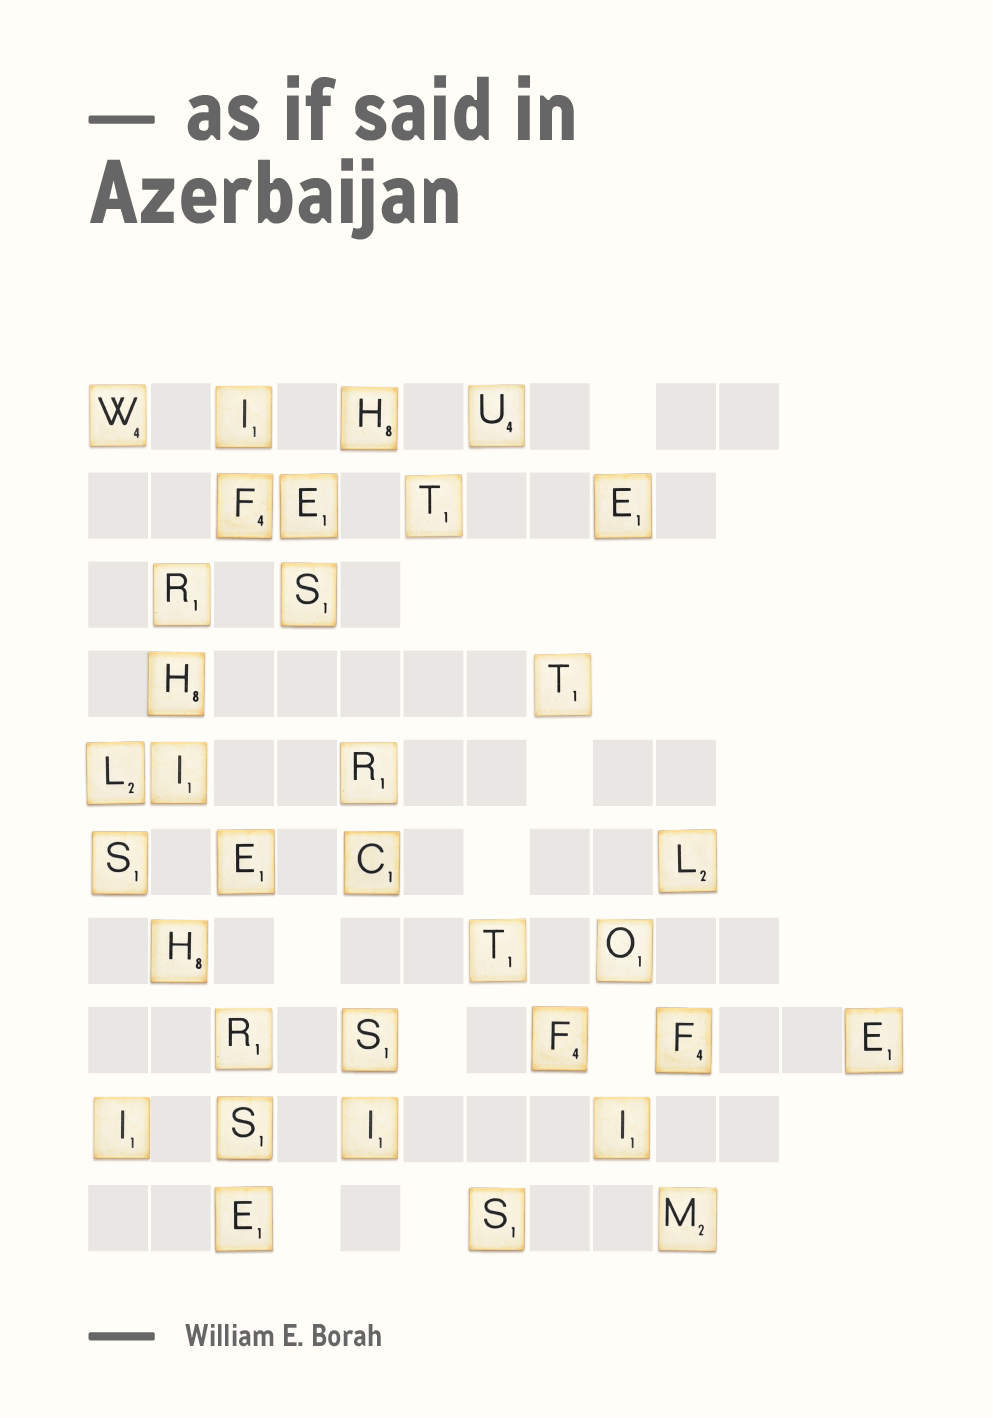 — as if said in
Azerbaijan
W4 I1 H8 U4
F4 E1 T1 E1
R1 S1
H8 T1
L2 I1 R1
S1 E1 C1 L2
H8 T1 O1
R1 S1 F4 F4 E1
I1 S1 I1 I1
E1 S1 M2
— William E. Borah